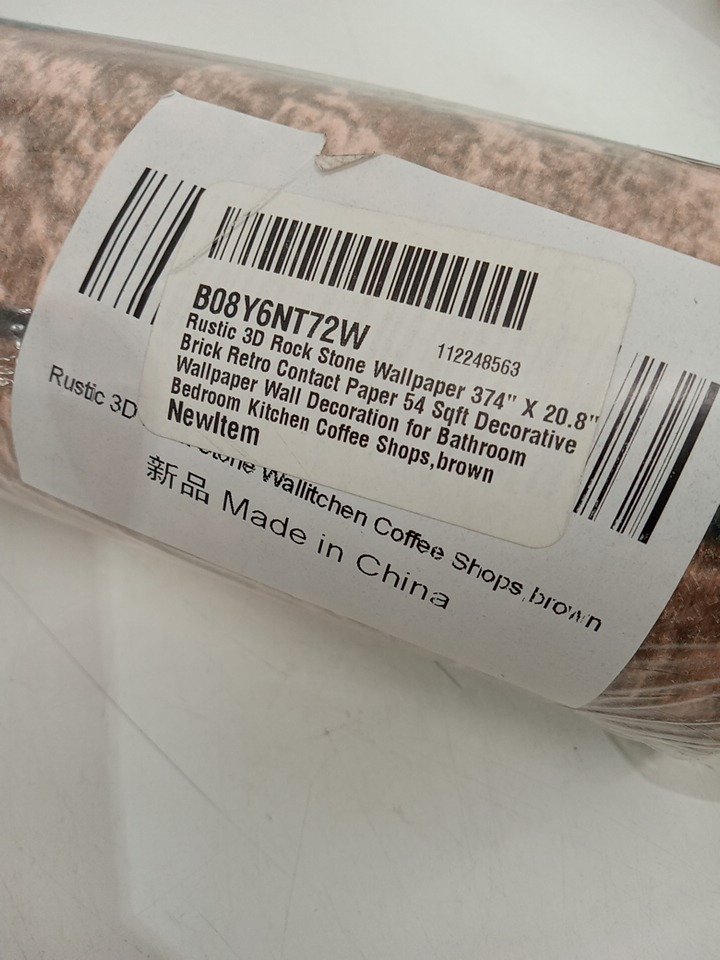 B08Y6NT72W
112248563
Rustic 3D Rock Stone Wallpaper 374" X 20.8"
Brick Retro Contact Paper 54 Sqft Decorative
Wallpaper Wall Decoration for Bathroom
Bedroom Kitchen Coffee Shops,brown
NewItem
Rustic 3D Stone Wallitchen Coffee Shops,brown
新品 Made in China